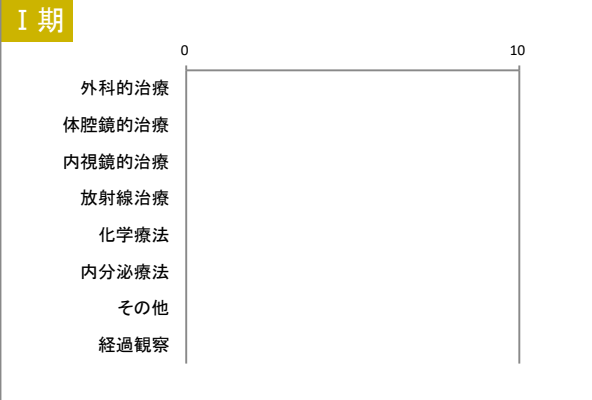 Ⅰ期
0 10
外科的治療
体腔鏡的治療
内視鏡的治療
放射線治療
化学療法
内分泌療法
その他
経過観察